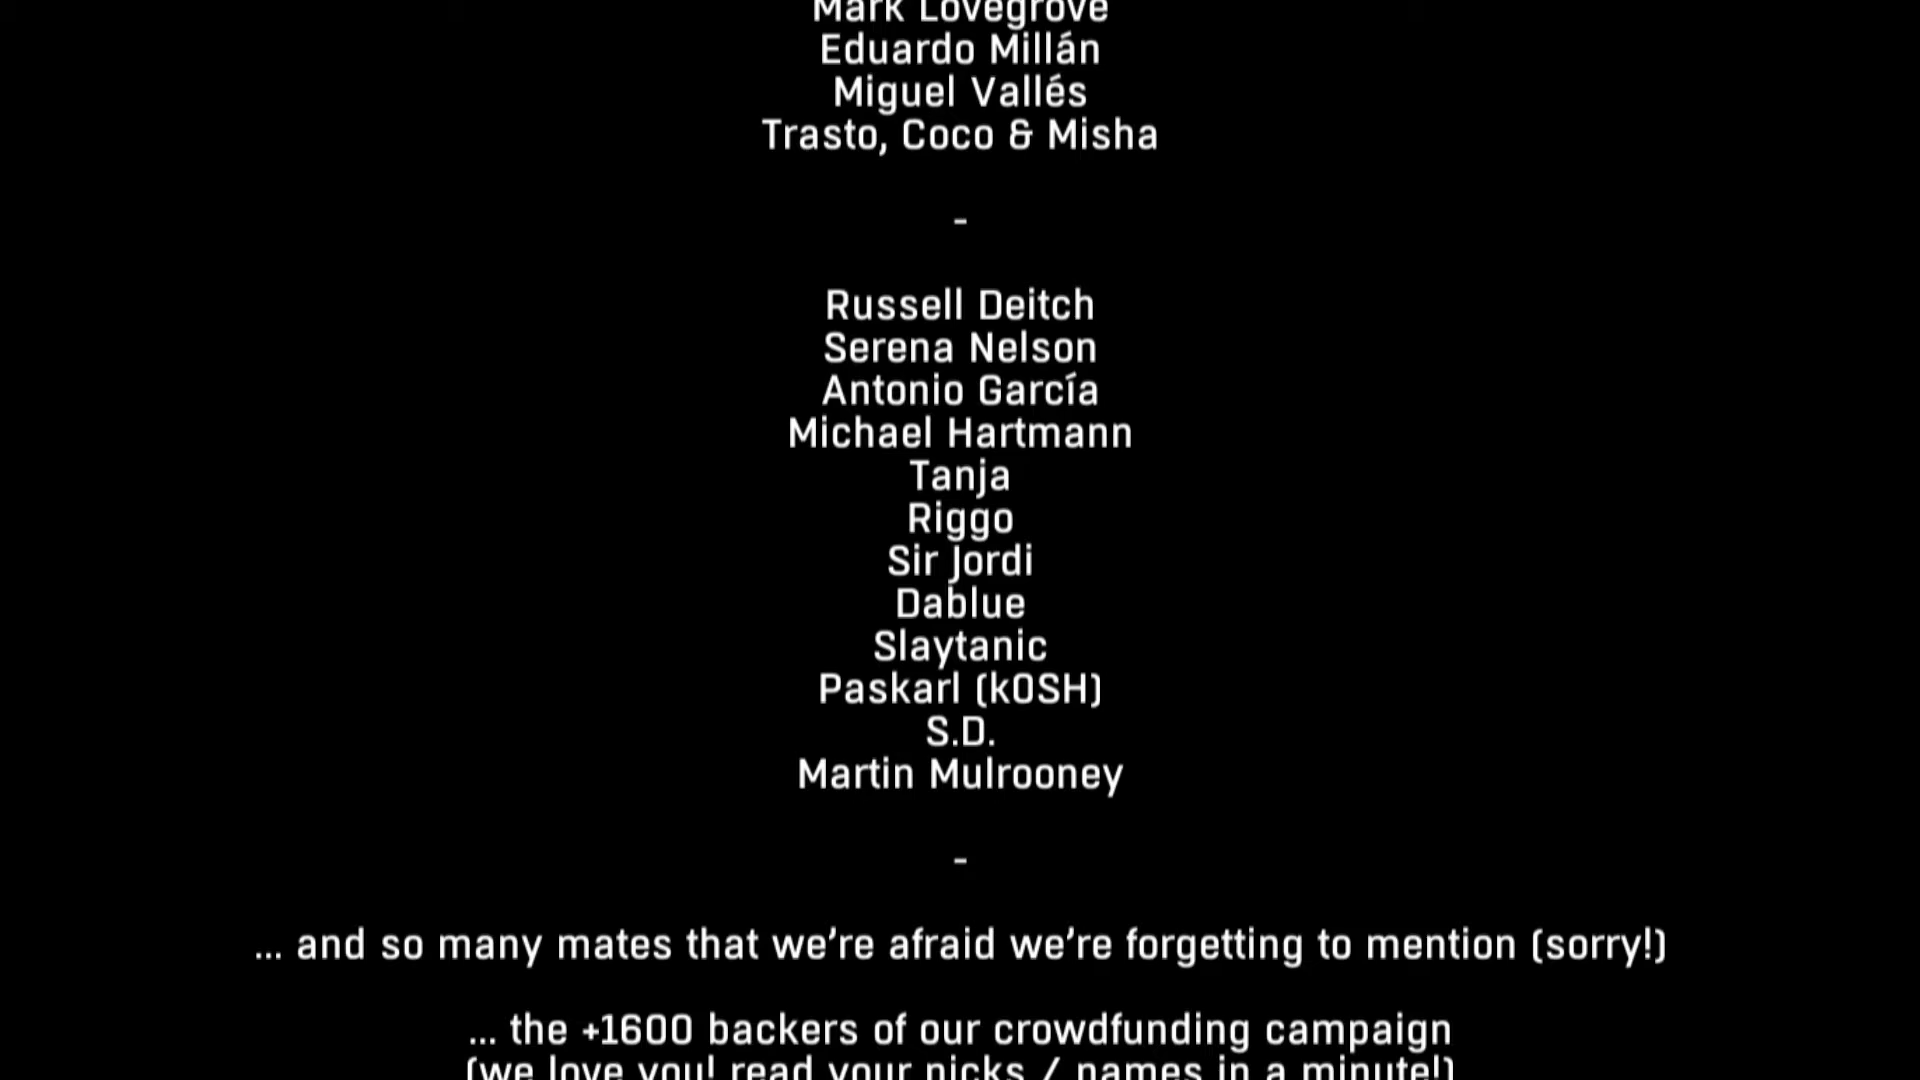 Mark Lovegrove
Eduardo Millán
Miguel Vallés
Trasto, Coco & Misha
-
Russell Deitch
Serena Nelson
Antonio García
Michael Hartmann
Tanja
Riggo
Sir Jordi
Dablue
Slaytanic
Paskarl (k0SH)
S.D.
Martin Mulrooney
-
... and so many mates that we’re afraid we’re forgetting to mention (sorry!)
... the +1600 backers of our crowdfunding campaign
(we love you! read your nicks / names in a minute!)